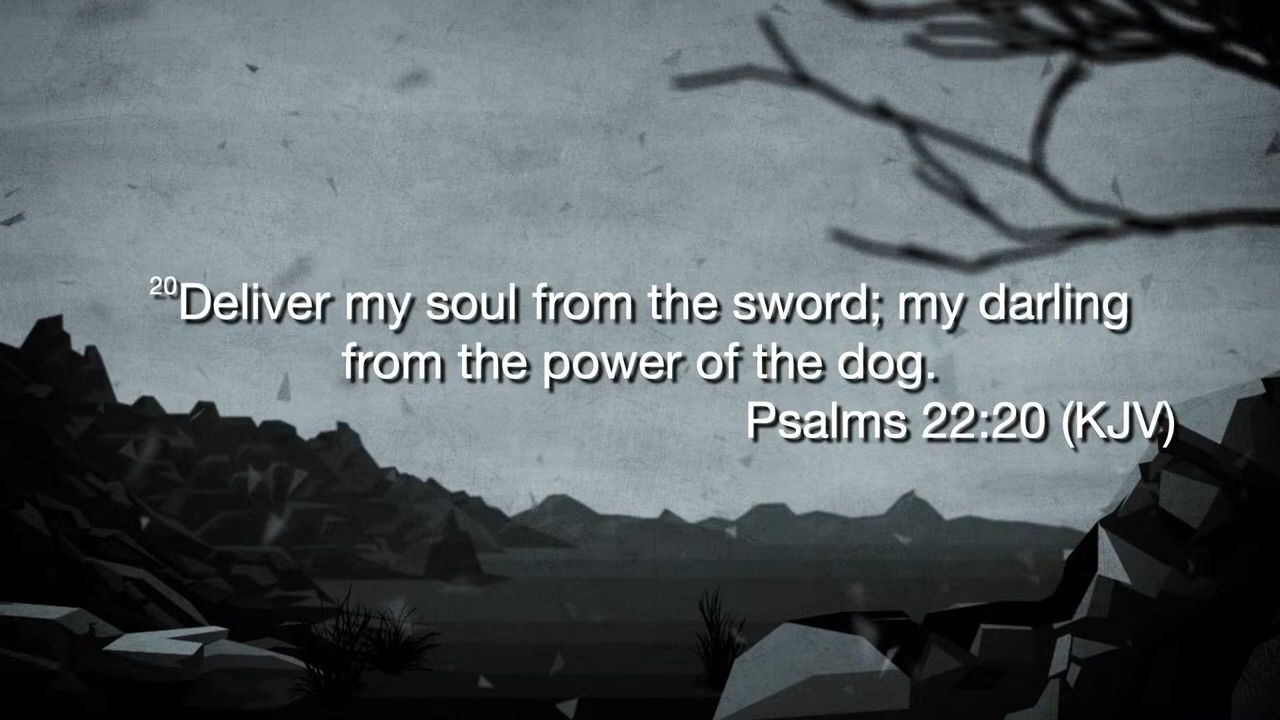 20Deliver my soul from the sword; my darling
from the power of the dog.
Psalms 22:20 (KJV)